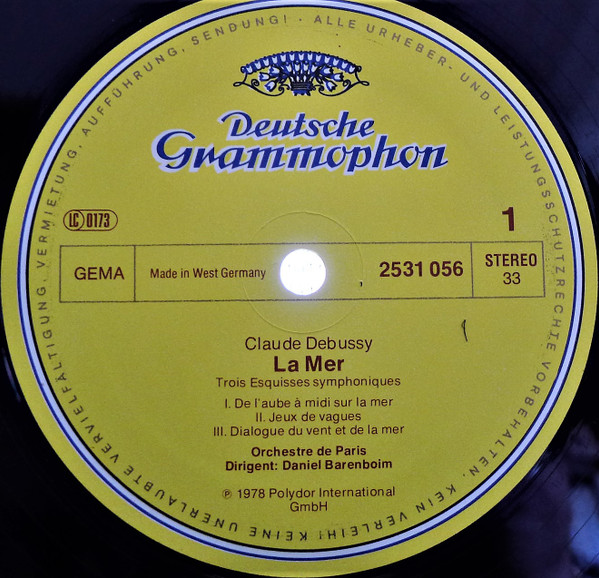 ALLE URHEBER- UND LEISTUNGSSCHUTZRECHTE VORBEHALTEN. KEIN VERLEIH! KEINE UNERLAUBTE VERVIELFÄLTIGUNG, VERMIETUNG, AUFFÜHRUNG, SENDUNG!
Deutsche
Grammophon
LC 0173
1
GEMA
Made in West Germany
2531 056
STEREO
33
Claude Debussy
La Mer
Trois Esquisses symphoniques
I. De l'aube à midi sur la mer
II. Jeux de vagues
III. Dialogue du vent et de la mer
Orchestre de Paris
Dirigent: Daniel Barenboim
℗ 1978 Polydor International
GmbH